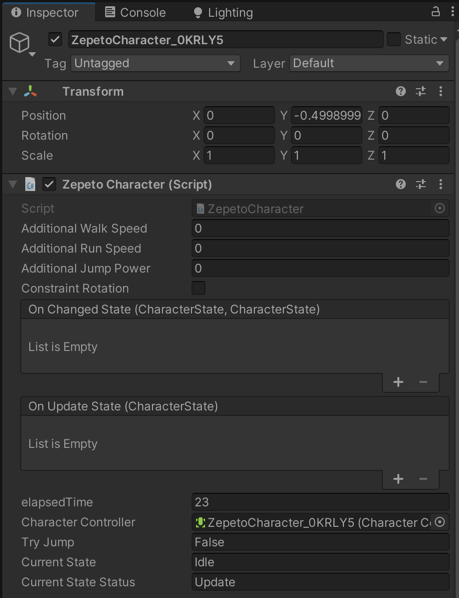 Inspector Console Lighting
ZepetoCharacter_0KRLY5 Static
Tag Untagged Layer Default
Transform
Position X 0 Y -0.4998999 Z 0
Rotation X 0 Y 0 Z 0
Scale X 1 Y 1 Z 1
Zepeto Character (Script)
Script ZepetoCharacter
Additional Walk Speed 0
Additional Run Speed 0
Additional Jump Power 0
Constraint Rotation
On Changed State (CharacterState, CharacterState)
List is Empty
+ −
On Update State (CharacterState)
List is Empty
+ −
elapsedTime 23
Character Controller ZepetoCharacter_0KRLY5 (Character Co
Try Jump False
Current State Idle
Current State Status Update